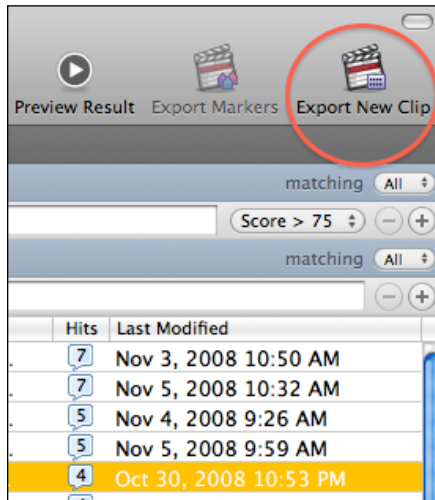 Preview Result Export Markers Export New Clip
matching All
Score > 75
matching All
Hits Last Modified
7 Nov 3, 2008 10:50 AM
7 Nov 5, 2008 10:32 AM
5 Nov 4, 2008 9:26 AM
5 Nov 5, 2008 9:59 AM
4 Oct 30, 2008 10:53 PM